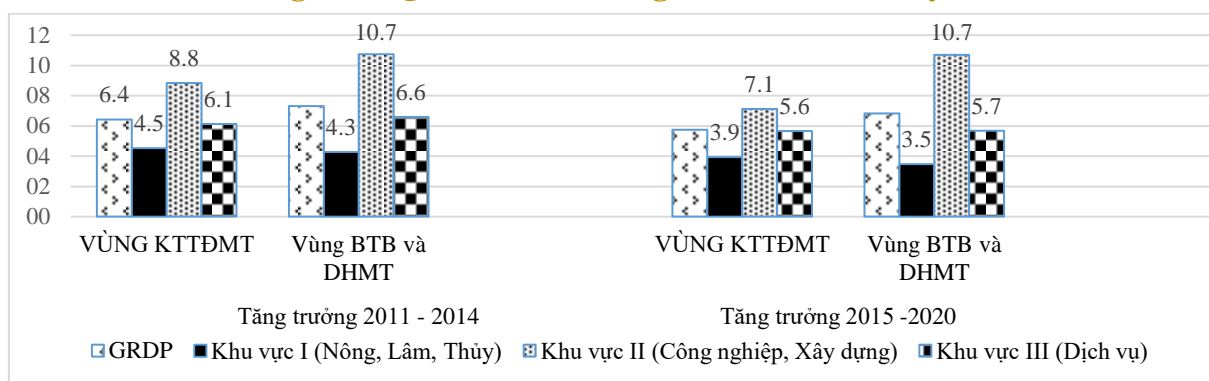 12
10
08
06
04
02
00
6.4
4.5
8.8
6.1
4.3
10.7
6.6
3.9
7.1
5.6
3.5
10.7
5.7
VÙNG KTTĐMT
Vùng BTB và
DHMT
VÙNG KTTĐMT
Vùng BTB và
DHMT
Tăng trưởng 2011 - 2014
Tăng trưởng 2015 -2020
GRDP Khu vực I (Nông, Lâm, Thủy) Khu vực II (Công nghiệp, Xây dựng) Khu vực III (Dịch vụ)